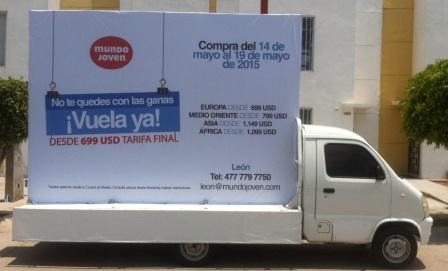 mundo
joven
Compra del 14 de
mayo al 19 de mayo
de 2015
No te quedes con las ganas
¡Vuela ya!
DESDE 699 USD TARIFA FINAL
EUROPA DESDE 699 USD
MEDIO ORIENTE DESDE 799 USD
ASIA DESDE 1,149 USD
ÁFRICA DESDE 1,099 USD
León
Tel: 477 779 7750
leon@mundojoven.com